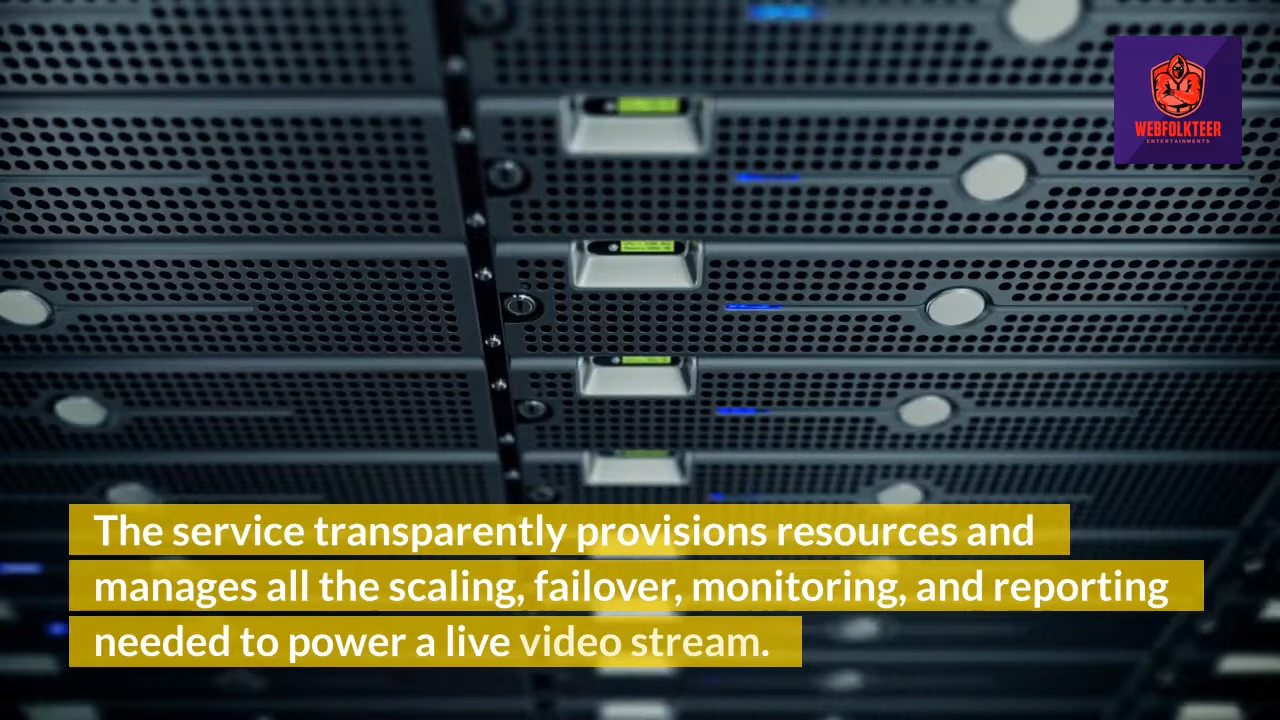 WEBFOLKTEER
ENTERTAINMENTS
The service transparently provisions resources and
manages all the scaling, failover, monitoring, and reporting
needed to power a live video stream.